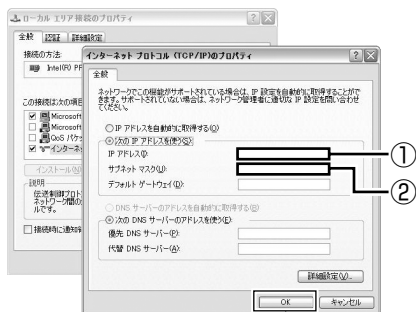 ローカル エリア接続のプロパティ
全般 認証 詳細設定
接続の方法:
Intel(R) PF
この接続は次の項目
Microsoft
Microsoft
QoS パケッ
インターネッ
インストール(N)
説明
伝送制御プロト
ネットワーク間の
ルです。
接続時に通知
インターネット プロトコル (TCP/IP)のプロパティ
全般
ネットワークでこの機能がサポートされている場合は、IP 設定を自動的に取得することがで
きます。サポートされていない場合は、ネットワーク管理者に適切な IP 設定を問い合わせ
てください。
IP アドレスを自動的に取得する(O)
次の IP アドレスを使う(S):
IP アドレス(I):
サブネット マスク(U):
デフォルト ゲートウェイ(D):
DNS サーバーのアドレスを自動的に取得する(B)
次の DNS サーバーのアドレスを使う(E):
優先 DNS サーバー(P):
代替 DNS サーバー(A):
詳細設定(V)...
OK キャンセル
①
②